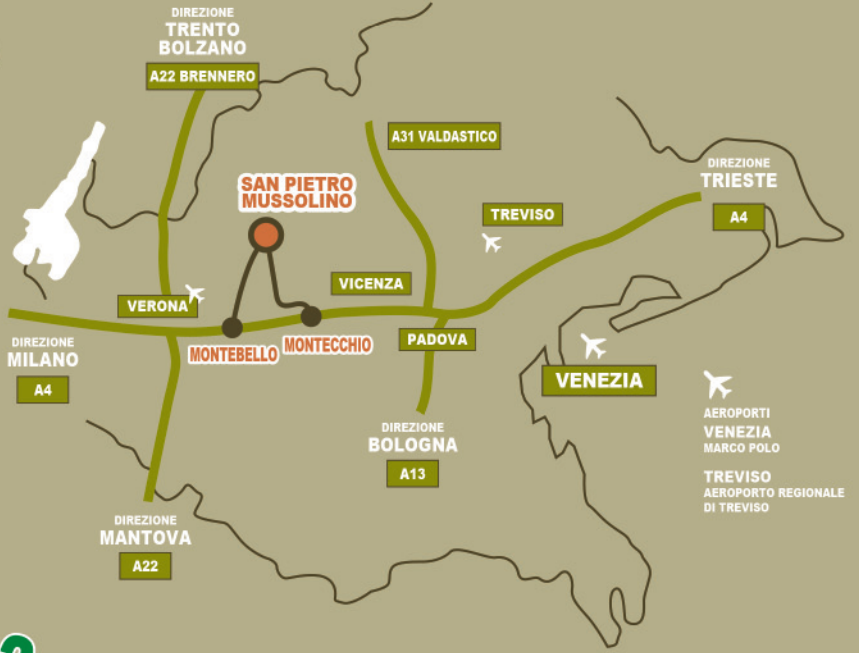 DIREZIONE
TRENTO
BOLZANO
A22 BRENNERO
A31 VALDASTICO
DIREZIONE
TRIESTE
A4
SAN PIETRO
MUSSOLINO
TREVISO
VICENZA
VERONA
DIREZIONE
MILANO
A4
MONTEBELLO
MONTECCHIO
PADOVA
VENEZIA
DIREZIONE
BOLOGNA
A13
AEROPORTI
VENEZIA
MARCO POLO
TREVISO
AEROPORTO REGIONALE
DI TREVISO
DIREZIONE
MANTOVA
A22